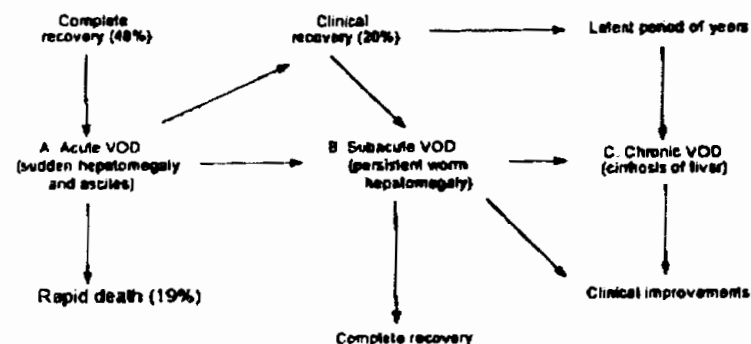 Complete
recovery (48%)
Clinical
recovery (20%)
Latent period of years
A. Acute VOD
(sudden hepatomegaly
and ascites)
B Subacute VOD
(persistent worm
hepatomegaly)
C. Chronic VOD
(cirrhosis of liver)
Rapid death (19%)
Clinical improvements
Complete recovery